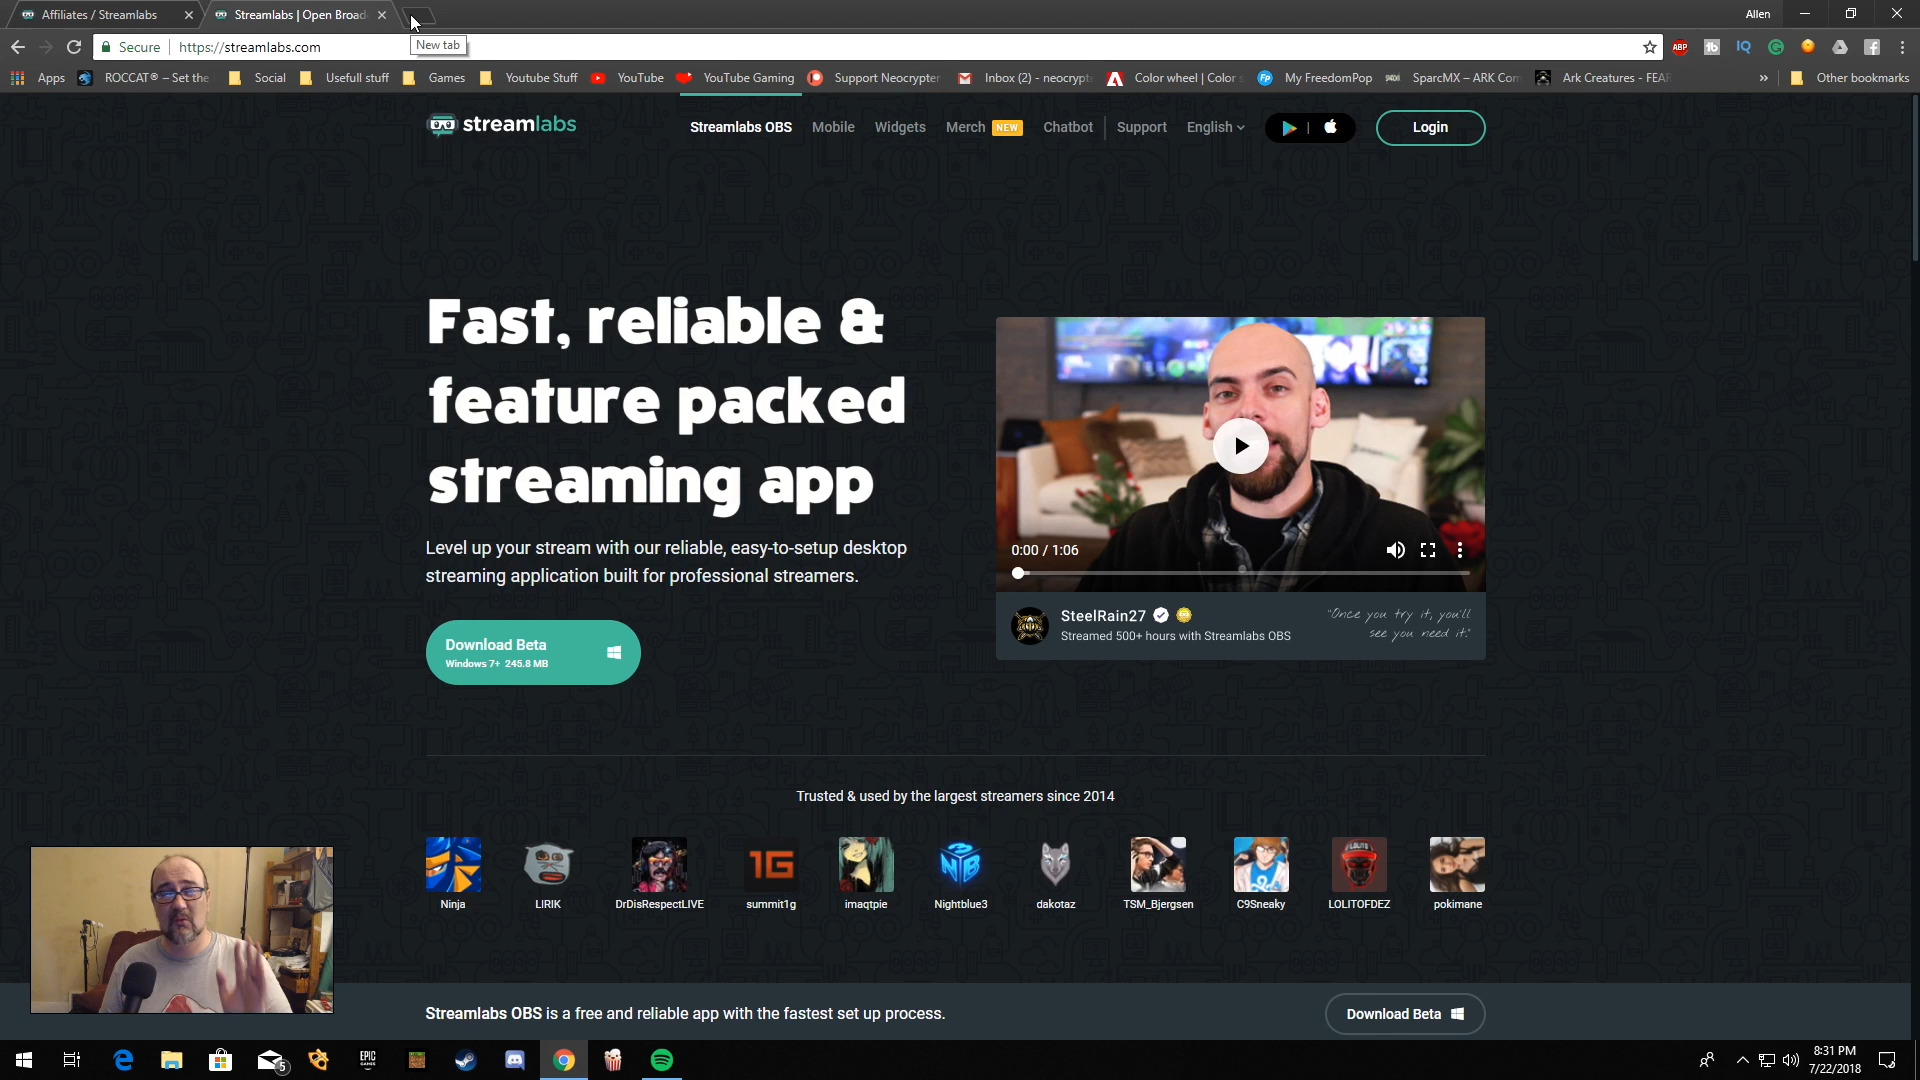 Affiliates / Streamlabs
Streamlabs | Open Broad
Allen
New tab
Secure
https://streamlabs.com
ABP
IQ
Apps
ROCCAT® – Set the
Social
Usefull stuff
Games
Youtube Stuff
YouTube
YouTube Gaming
Support Neocrypter
Inbox (2) - neocrypt
Color wheel | Color
My FreedomPop
SparcMX – ARK Com
Ark Creatures - FEAR
»
Other bookmarks
streamlabs
Streamlabs OBS
Mobile
Widgets
Merch NEW
Chatbot
Support
English
Login
Fast, reliable &
feature packed
streaming app
Level up your stream with our reliable, easy-to-setup desktop
streaming application built for professional streamers.
Download Beta
Windows 7+ 245.8 MB
0:00 / 1:06
SteelRain27
Streamed 500+ hours with Streamlabs OBS
"Once you try it, you'll
see you need it."
Trusted & used by the largest streamers since 2014
1G
Ninja
LIRIK
DrDisRespectLIVE
summit1g
imaqtpie
Nightblue3
dakotaz
TSM_Bjergsen
C9Sneaky
LOLITOFDEZ
pokimane
Streamlabs OBS is a free and reliable app with the fastest set up process.
Download Beta
5
EPIC
GAMES
8:31 PM
7/22/2018